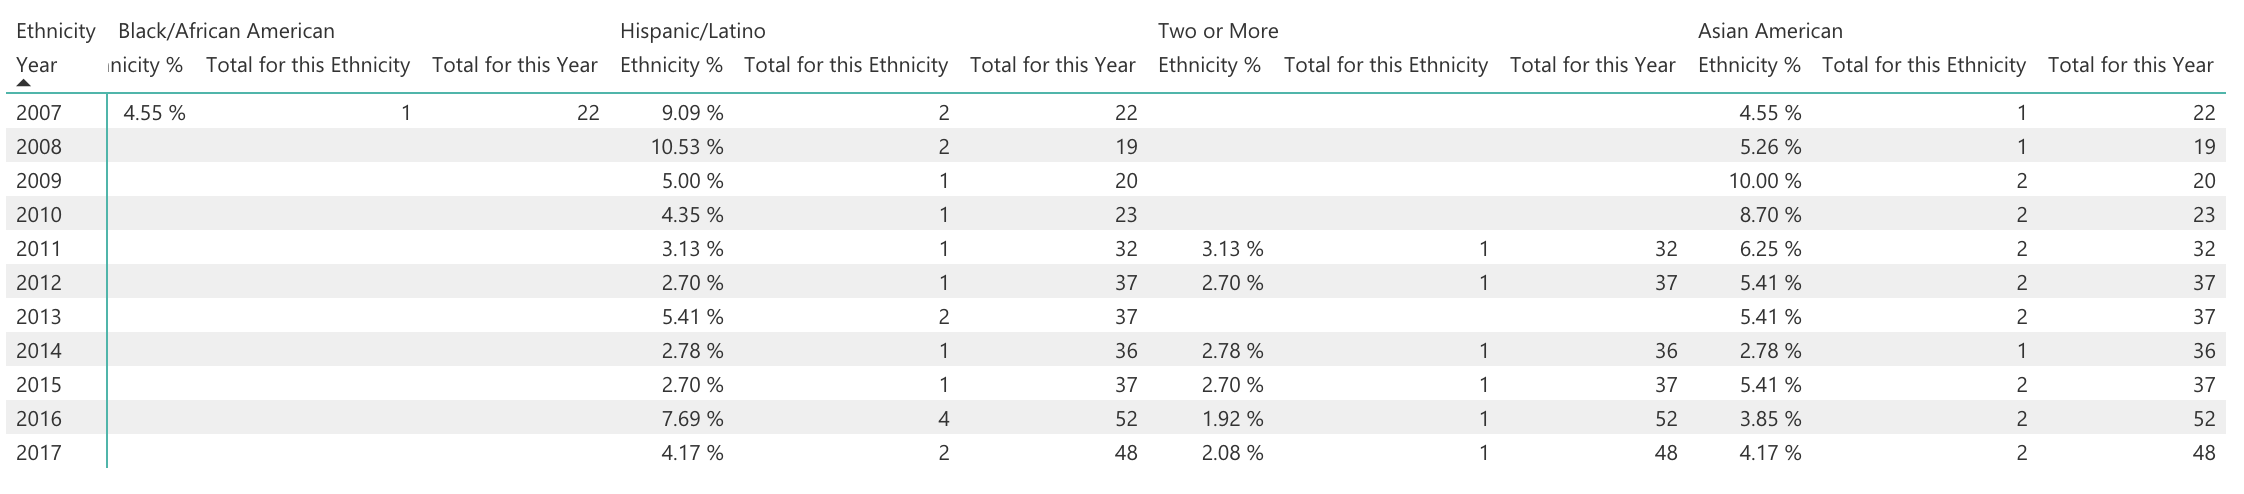 Ethnicity Black/African American Hispanic/Latino Two or More Asian American
Year nicity % Total for this Ethnicity Total for this Year Ethnicity % Total for this Ethnicity Total for this Year Ethnicity % Total for this Ethnicity Total for this Year Ethnicity % Total for this Ethnicity Total for this Year
2007 4.55 % 1 22 9.09 % 2 22 4.55 % 1 22
2008 10.53 % 2 19 5.26 % 1 19
2009 5.00 % 1 20 10.00 % 2 20
2010 4.35 % 1 23 8.70 % 2 23
2011 3.13 % 1 32 3.13 % 1 32 6.25 % 2 32
2012 2.70 % 1 37 2.70 % 1 37 5.41 % 2 37
2013 5.41 % 2 37 5.41 % 2 37
2014 2.78 % 1 36 2.78 % 1 36 2.78 % 1 36
2015 2.70 % 1 37 2.70 % 1 37 5.41 % 2 37
2016 7.69 % 4 52 1.92 % 1 52 3.85 % 2 52
2017 4.17 % 2 48 2.08 % 1 48 4.17 % 2 48